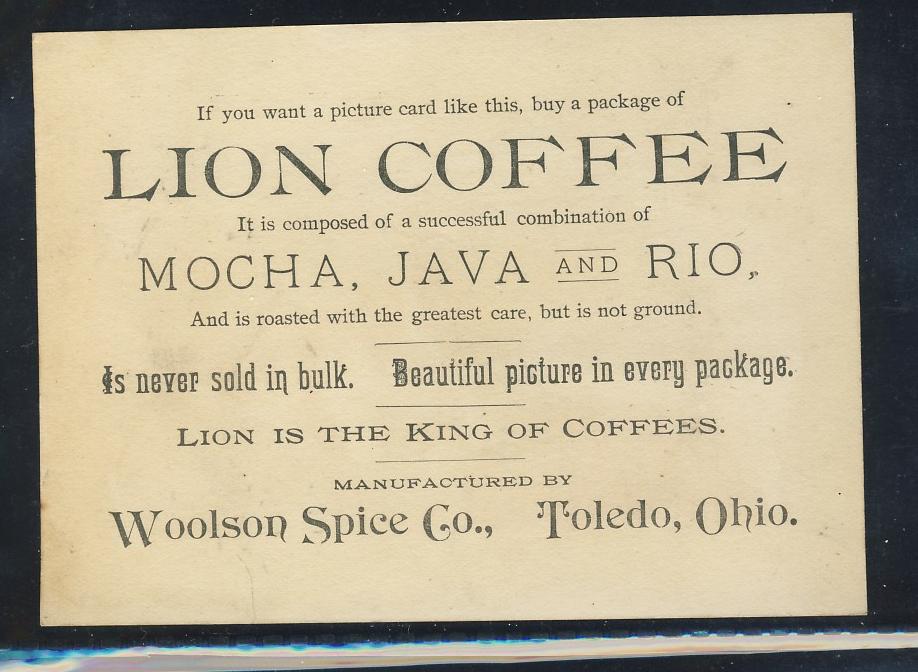 If you want a picture card like this, buy a package of
LION COFFEE
It is composed of a successful combination of
MOCHA, JAVA AND RIO,
And is roasted with the greatest care, but is not ground.
Is never sold in bulk. Beautiful picture in every package.
LION IS THE KING OF COFFEES.
MANUFACTURED BY
Woolson Spice Co., Toledo, Ohio.